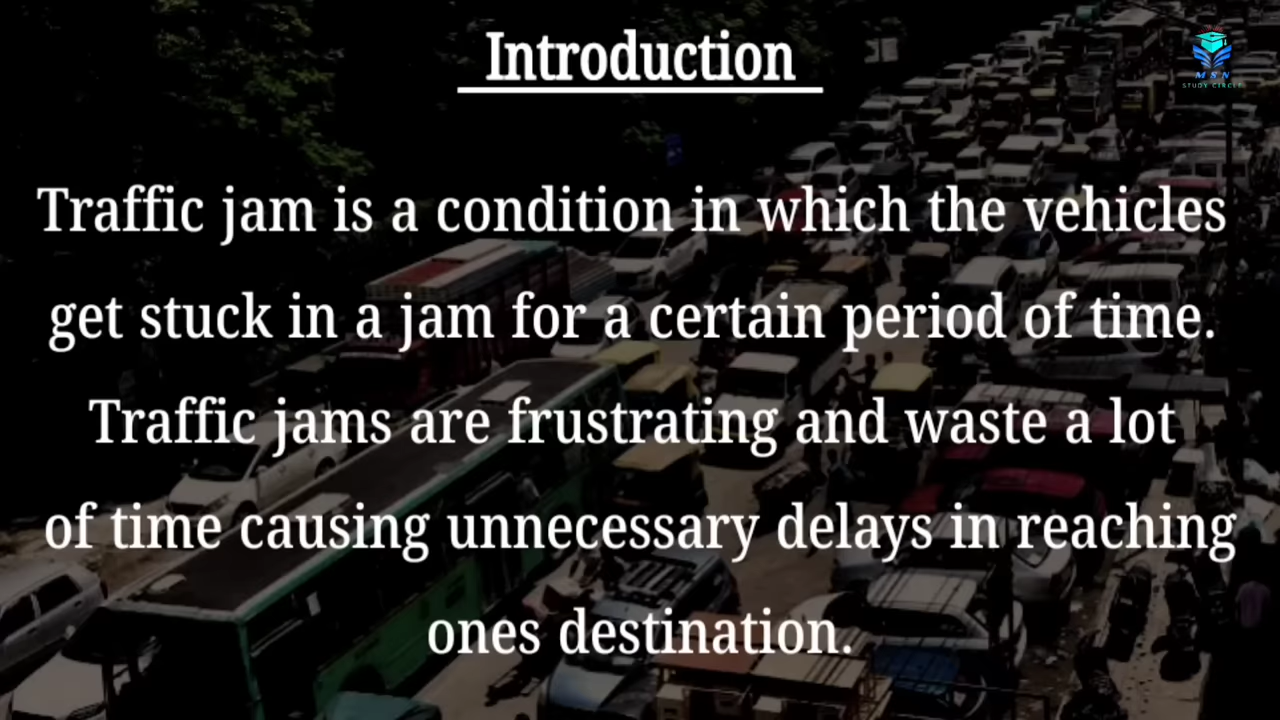 Introduction
MSN
STUDY CIRCLE
Traffic jam is a condition in which the vehicles
get stuck in a jam for a certain period of time.
Traffic jams are frustrating and waste a lot
of time causing unnecessary delays in reaching
ones destination.